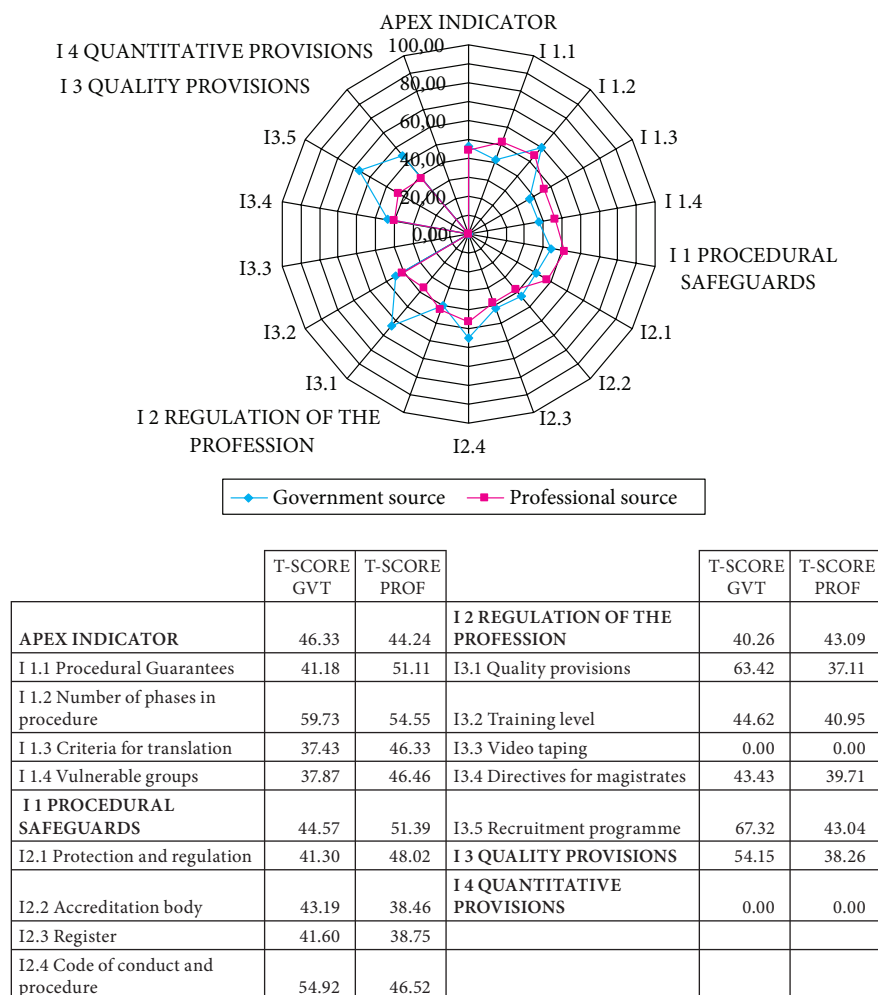 APEX INDICATOR
I 4 QUANTITATIVE PROVISIONS
100,00
I 1.1
I 3 QUALITY PROVISIONS
80,00
I 1.2
60,00
I3.5
I 1.3
40,00
I3.4
20,00
I 1.4
0,00
I3.3
I 1 PROCEDURAL
SAFEGUARDS
I3.2
I2.1
I3.1
I2.2
I 2 REGULATION OF THE
PROFESSION
I2.3
I2.4
Government source Professional source
T-SCORE GVT T-SCORE PROF T-SCORE GVT T-SCORE PROF
APEX INDICATOR 46.33 44.24 I 2 REGULATION OF THE PROFESSION 40.26 43.09
I 1.1 Procedural Guarantees 41.18 51.11 I3.1 Quality provisions 63.42 37.11
I 1.2 Number of phases in procedure 59.73 54.55 I3.2 Training level 44.62 40.95
I 1.3 Criteria for translation 37.43 46.33 I3.3 Video taping 0.00 0.00
I 1.4 Vulnerable groups 37.87 46.46 I3.4 Directives for magistrates 43.43 39.71
I 1 PROCEDURAL SAFEGUARDS 44.57 51.39 I3.5 Recruitment programme 67.32 43.04
I2.1 Protection and regulation 41.30 48.02 I 3 QUALITY PROVISIONS 54.15 38.26
I2.2 Accreditation body 43.19 38.46 I 4 QUANTITATIVE PROVISIONS 0.00 0.00
I2.3 Register 41.60 38.75
I2.4 Code of conduct and procedure 54.92 46.52